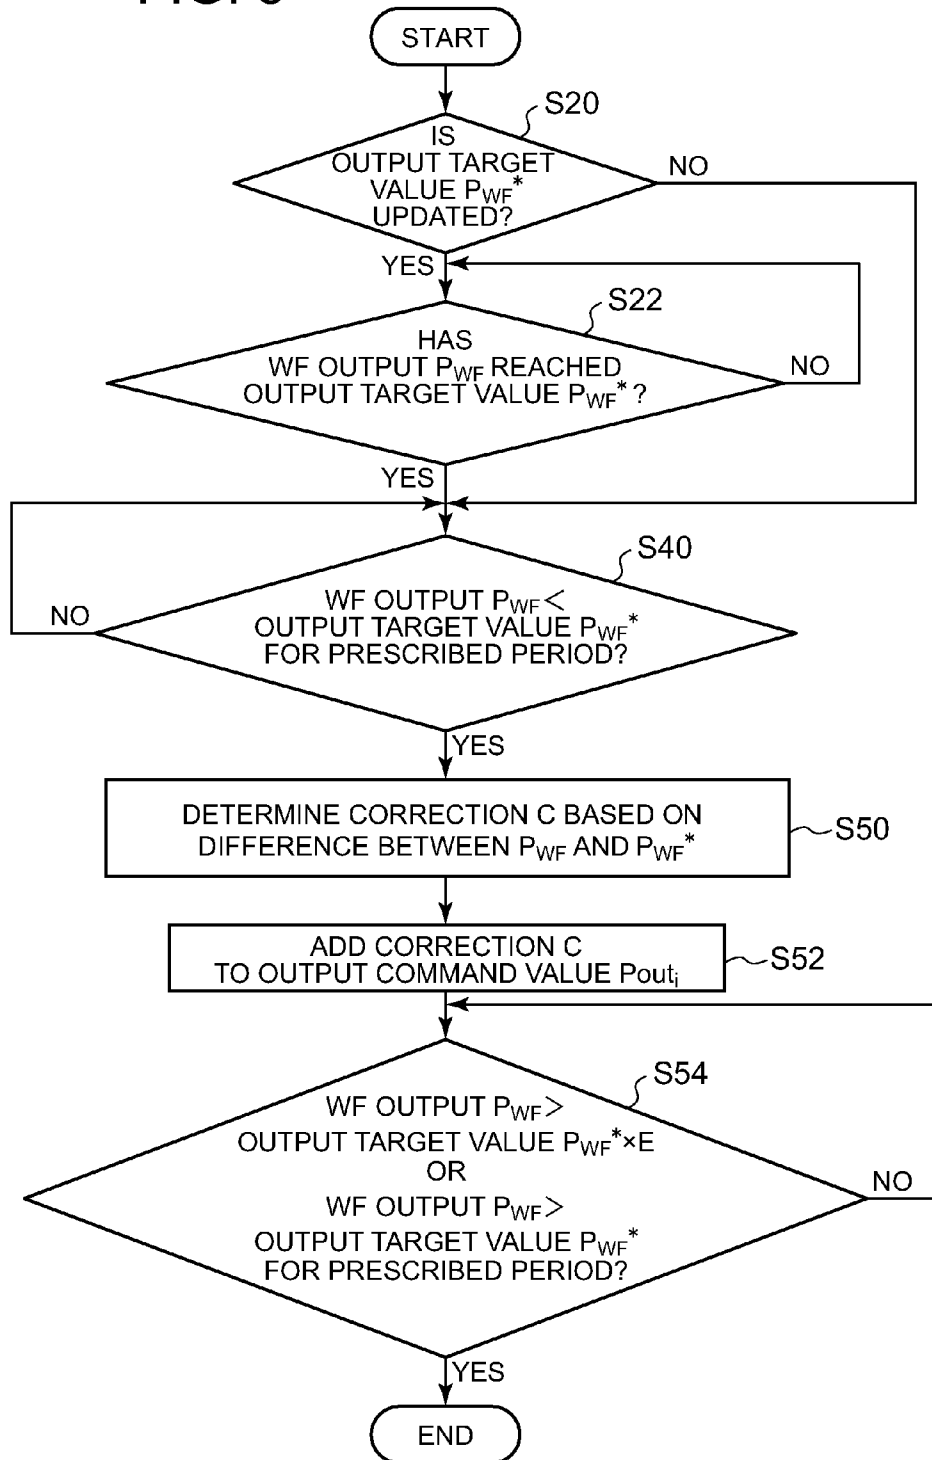 START
S20
IS
OUTPUT TARGET
VALUE PWF*
UPDATED?
NO
YES
S22
HAS
WF OUTPUT PWF REACHED
OUTPUT TARGET VALUE PWF* ?
NO
YES
S40
WF OUTPUT PWF<
OUTPUT TARGET VALUE PWF*
FOR PRESCRIBED PERIOD?
NO
YES
DETERMINE CORRECTION C BASED ON
DIFFERENCE BETWEEN PWF AND PWF*
S50
ADD CORRECTION C
TO OUTPUT COMMAND VALUE Pouti
S52
S54
WF OUTPUT PWF>
OUTPUT TARGET VALUE PWF*×E
OR
WF OUTPUT PWF>
OUTPUT TARGET VALUE PWF*
FOR PRESCRIBED PERIOD?
NO
YES
END